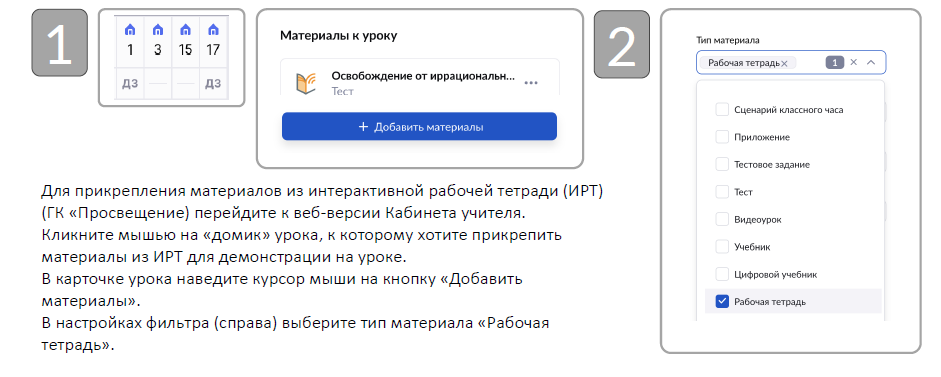 1
1 3 15 17
ДЗ ДЗ
Материалы к уроку
Освобождение от иррациональн...
Тест
+ Добавить материалы
2
Тип материала
Рабочая тетрадь× 1 ×
Сценарий классного часа
Приложение
Тестовое задание
Тест
Видеоурок
Учебник
Цифровой учебник
Рабочая тетрадь
Для прикрепления материалов из интерактивной рабочей тетради (ИРТ)
(ГК «Просвещение) перейдите к веб-версии Кабинета учителя.
Кликните мышью на «домик» урока, к которому хотите прикрепить
материалы из ИРТ для демонстрации на уроке.
В карточке урока наведите курсор мыши на кнопку «Добавить
материалы».
В настройках фильтра (справа) выберите тип материала «Рабочая
тетрадь».